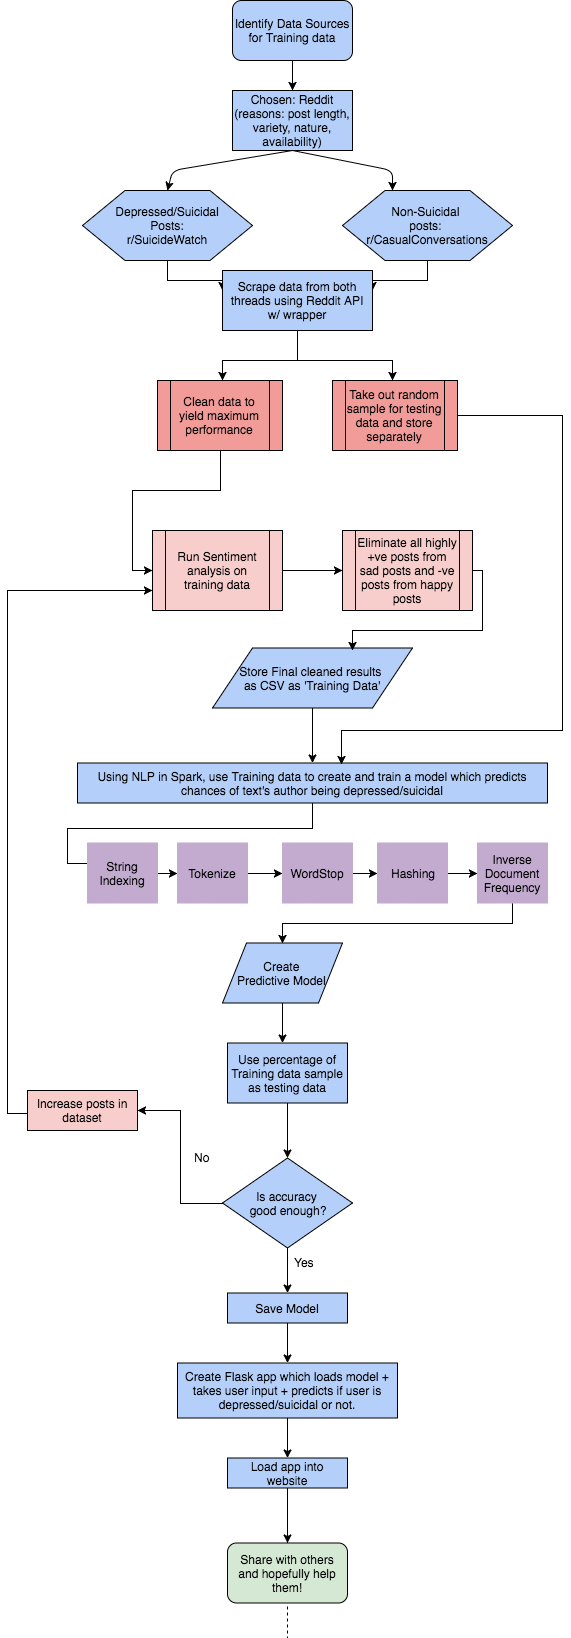 Identify Data Sources
for Training data
Chosen: Reddit
(reasons: post length,
variety, nature,
availability)
Depressed/Suicidal
Posts:
r/SuicideWatch
Non-Suicidal
posts:
r/CasualConversations
Scrape data from both
threads using Reddit API
w/ wrapper
Clean data to
yield maximum
performance
Take out random
sample for testing
data and store
separately
Run Sentiment
analysis on
training data
Eliminate all highly
+ve posts from
sad posts and -ve
posts from happy
posts
Store Final cleaned results
as CSV as 'Training Data'
Using NLP in Spark, use Training data to create and train a model which predicts
chances of text's author being depressed/suicidal
String
Indexing
Tokenize
WordStop
Hashing
Inverse
Document
Frequency
Create
Predictive Model
Use percentage of
Training data sample
as testing data
Increase posts in
dataset
No
Is accuracy
good enough?
Yes
Save Model
Create Flask app which loads model +
takes user input + predicts if user is
depressed/suicidal or not.
Load app into
website
Share with others
and hopefully help
them!